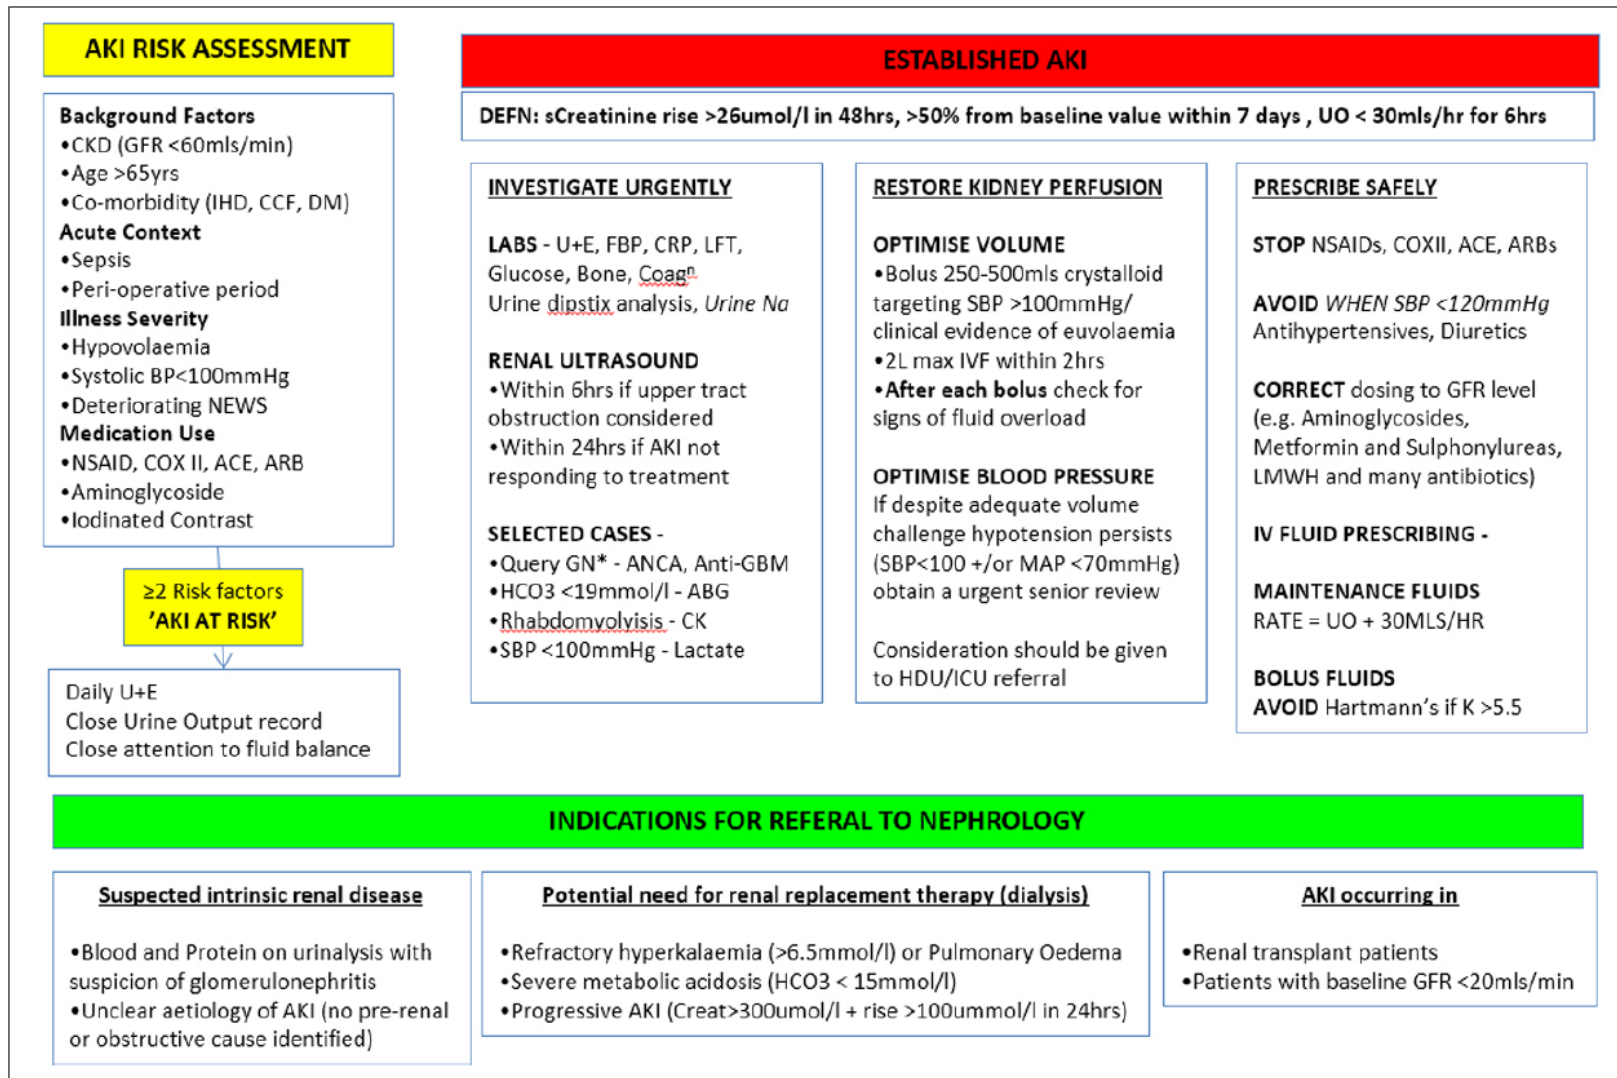 AKI RISK ASSESSMENT
Background Factors
•CKD (GFR <60mls/min)
•Age >65yrs
•Co-morbidity (IHD, CCF, DM)
Acute Context
•Sepsis
•Peri-operative period
Illness Severity
•Hypovolaemia
•Systolic BP<100mmHg
•Deteriorating NEWS
Medication Use
•NSAID, COX II, ACE, ARB
•Aminoglycoside
•Iodinated Contrast
≥2 Risk factors
'AKI AT RISK'
Daily U+E
Close Urine Output record
Close attention to fluid balance
ESTABLISHED AKI
DEFN: sCreatinine rise >26umol/l in 48hrs, >50% from baseline value within 7 days , UO < 30mls/hr for 6hrs
INVESTIGATE URGENTLY
LABS - U+E, FBP, CRP, LFT,
Glucose, Bone, Coagⁿ
Urine dipstix analysis, Urine Na
RENAL ULTRASOUND
•Within 6hrs if upper tract
obstruction considered
•Within 24hrs if AKI not
responding to treatment
SELECTED CASES -
•Query GN* - ANCA, Anti-GBM
•HCO3 <19mmol/l - ABG
•Rhabdomyolyisis - CK
•SBP <100mmHg - Lactate
RESTORE KIDNEY PERFUSION
OPTIMISE VOLUME
•Bolus 250-500mls crystalloid
targeting SBP >100mmHg/
clinical evidence of euvolaemia
•2L max IVF within 2hrs
•After each bolus check for
signs of fluid overload
OPTIMISE BLOOD PRESSURE
If despite adequate volume
challenge hypotension persists
(SBP<100 +/or MAP <70mmHg)
obtain a urgent senior review
Consideration should be given
to HDU/ICU referral
PRESCRIBE SAFELY
STOP NSAIDs, COXII, ACE, ARBs
AVOID WHEN SBP <120mmHg
Antihypertensives, Diuretics
CORRECT dosing to GFR level
(e.g. Aminoglycosides,
Metformin and Sulphonylureas,
LMWH and many antibiotics)
IV FLUID PRESCRIBING -
MAINTENANCE FLUIDS
RATE = UO + 30MLS/HR
BOLUS FLUIDS
AVOID Hartmann's if K >5.5
INDICATIONS FOR REFERAL TO NEPHROLOGY
Suspected intrinsic renal disease
•Blood and Protein on urinalysis with
suspicion of glomerulonephritis
•Unclear aetiology of AKI (no pre-renal
or obstructive cause identified)
Potential need for renal replacement therapy (dialysis)
•Refractory hyperkalaemia (>6.5mmol/l) or Pulmonary Oedema
•Severe metabolic acidosis (HCO3 < 15mmol/l)
•Progressive AKI (Creat>300umol/l + rise >100ummol/l in 24hrs)
AKI occurring in
•Renal transplant patients
•Patients with baseline GFR <20mls/min